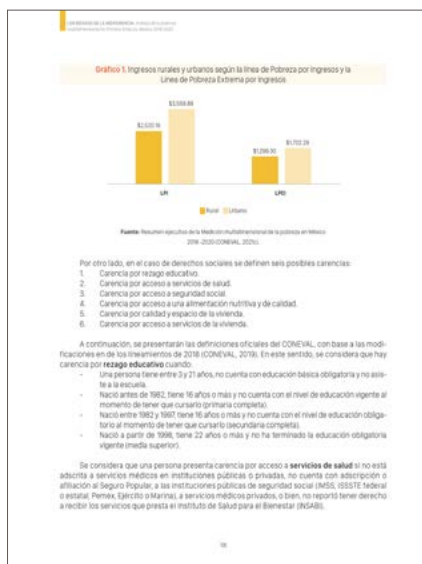 LOS RIESGOS DE LA INDIFERENCIA:
Gráfico 1. Ingresos rurales y urbanos según la línea de Pobreza por Ingresos y la
Línea de Pobreza Extrema por Ingresos
LPI
Rural Urbano
Fuente: Resumen ejecutivo de la Medición multidimensional de la pobreza en México
2018-2020 (CONEVAL,
Por otro lado, en el caso de derechos sociales se definen seis posibles carencias:
1. Carencia por rezago educativo.
2. Carencia por acceso a servicios de salud.
3. Carencia por acceso a seguridad social.
4. Carencia por acceso a una alimentación nutritiva y de calidad.
5. Carencia por calidad y espacio de la vivienda.
6. Carencia por acceso a servicios de la vivienda.
A continuación, se presentarán las definiciones oficiales del CONEVAL, con base a las modi-
ficaciones en de los lineamientos de 2018 (CONEVAL, 2019). En este sentido, se considera que hay
carencia por rezago educativo cuando:
- Una persona tiene entre 3 y 21 años, no cuenta con educación básica obligatoria y no asis-
te a la escuela.
- Nació antes de 1982, tiene 16 años o más y no cuenta con el nivel de educación vigente al
momento de tener que cursarlo (primaria completa).
- Nació entre 1982 y 1997, tiene 16 años o más y no cuenta con el nivel de educación obliga-
torio al momento de tener que cursarlo (secundaria completa).
- Nació a partir de 1998, tiene 22 años o más y no ha terminado la educación obligatoria
vigente (media superior).
Se considera que una persona presenta carencia por acceso a servicios de salud si no está
adscrita a servicios médicos en instituciones públicas o privadas, no cuenta con adscripción o
afiliación al Seguro Popular, a las instituciones públicas de seguridad social (IMSS, ISSSTE federal
o estatal, Pemex, Ejército o Marina), a servicios médicos privados, o bien, no reportó tener derecho
a recibir los servicios que presta el Instituto de Salud para el Bienestar (INSABI).